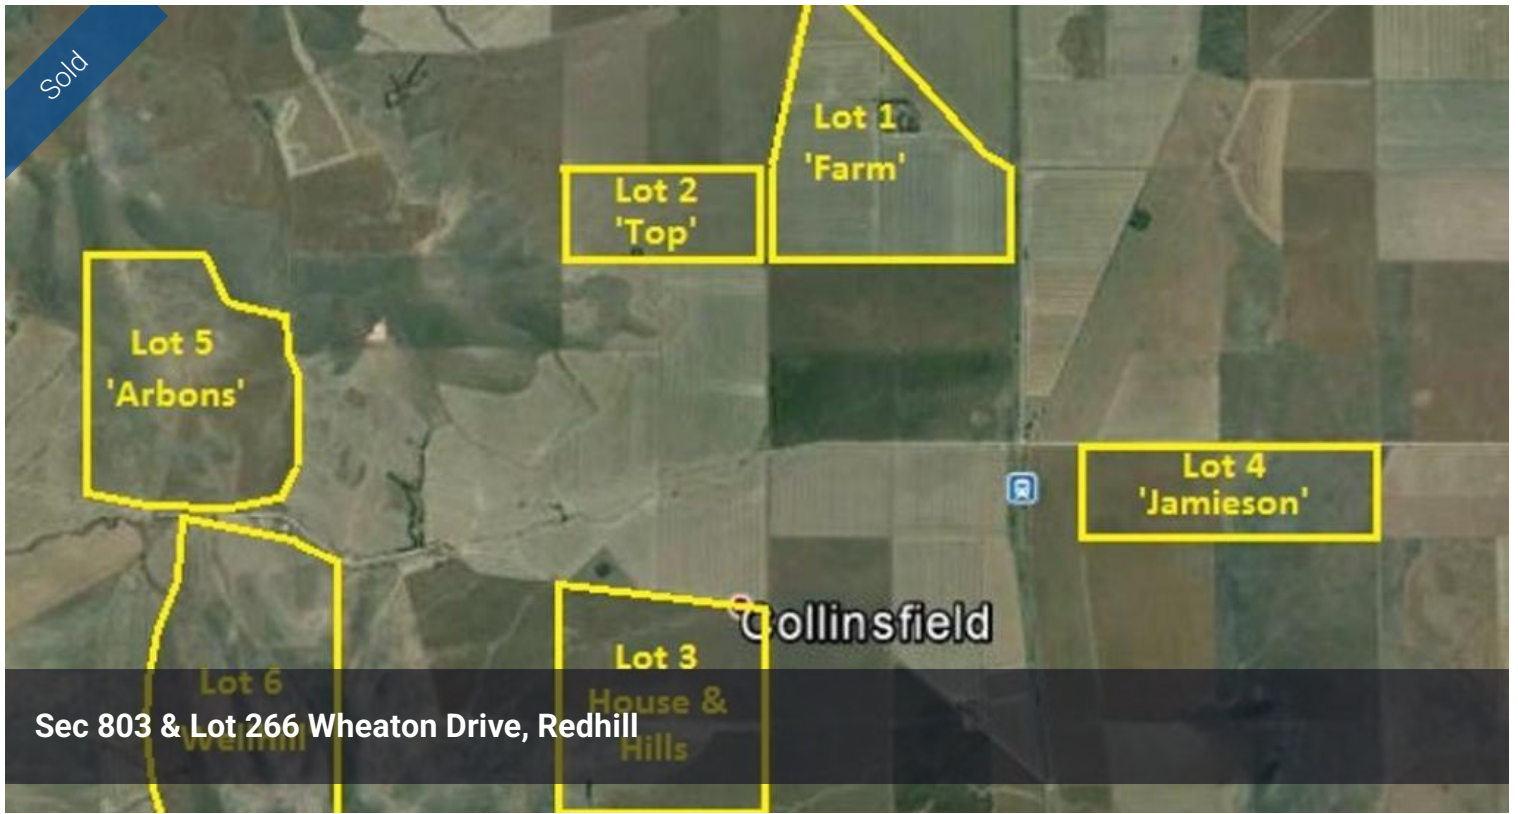 Sold
Lot 1
'Farm'
Lot 2
'Top'
Lot 5
'Arbons'
Lot 4
'Jamieson'
Collinsfield
Lot 3
House &
Hills
Lot 6
'Wellhill'
Sec 803 & Lot 266 Wheaton Drive, Redhill